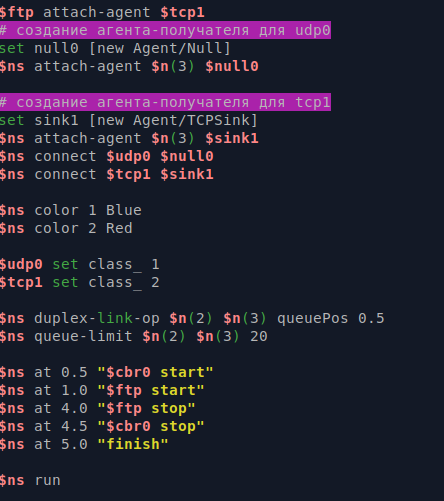 $ftp attach-agent $tcp1
# создание агента-получателя для udp0
set null0 [new Agent/Null]
$ns attach-agent $n(3) $null0
# создание агента-получателя для tcp1
set sink1 [new Agent/TCPSink]
$ns attach-agent $n(3) $sink1
$ns connect $udp0 $null0
$ns connect $tcp1 $sink1
$ns color 1 Blue
$ns color 2 Red
$udp0 set class_ 1
$tcp1 set class_ 2
$ns duplex-link-op $n(2) $n(3) queuePos 0.5
$ns queue-limit $n(2) $n(3) 20
$ns at 0.5 "$cbr0 start"
$ns at 1.0 "$ftp start"
$ns at 4.0 "$ftp stop"
$ns at 4.5 "$cbr0 stop"
$ns at 5.0 "finish"
$ns run